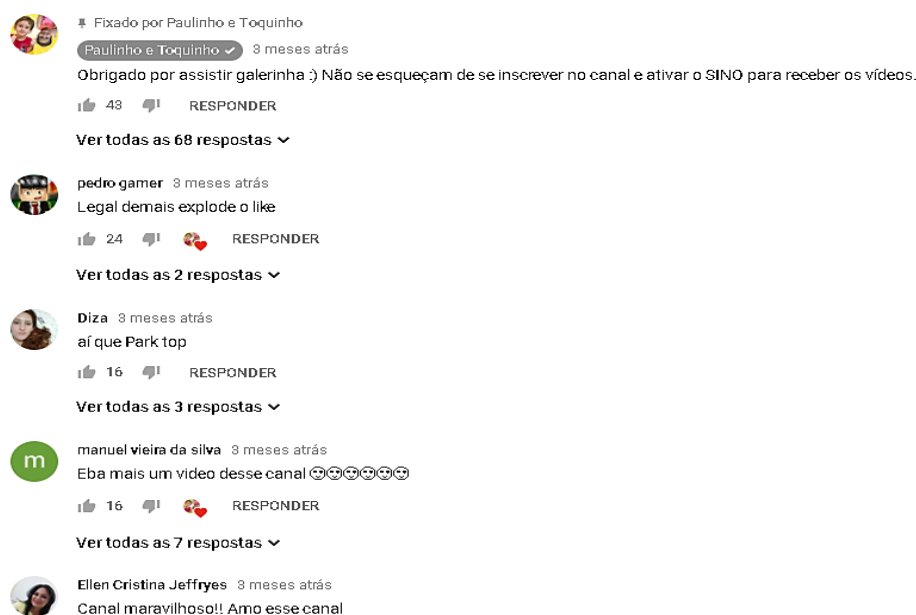 Fixado por Paulinho e Toquinho
Paulinho e Toquinho 3 meses atrás
Obrigado por assistir galerinha :) Não se esqueçam de se inscrever no canal e ativar o SINO para receber os vídeos.
43 RESPONDER
Ver todas as 68 respostas
pedro gamer 3 meses atrás
Legal demais explode o like
24 RESPONDER
Ver todas as 2 respostas
Diza 3 meses atrás
aí que Park top
16 RESPONDER
Ver todas as 3 respostas
m
manuel vieira da silva 3 meses atrás
Eba mais um video desse canal 😍😍😍😍😍😍
16 RESPONDER
Ver todas as 7 respostas
Ellen Cristina Jeffryes 3 meses atrás
Canal maravilhoso!! Amo esse canal